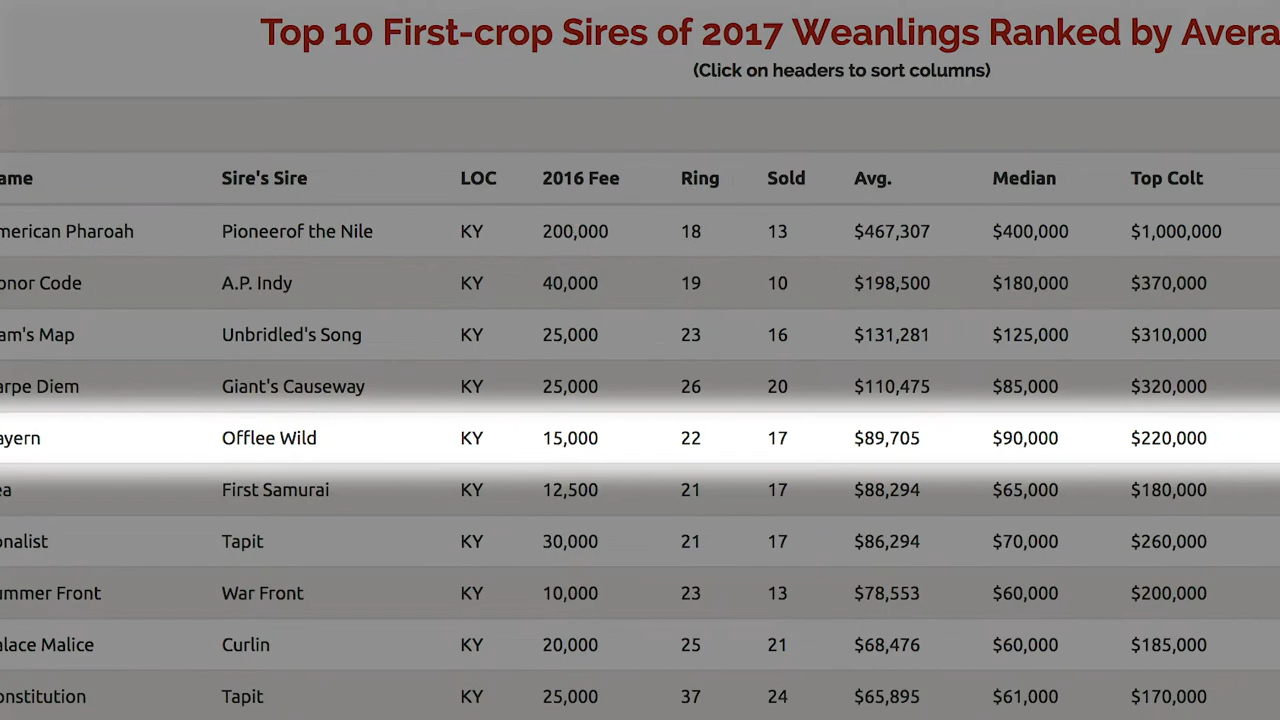 Top 10 First-crop Sires of 2017 Weanlings Ranked by Avera
(Click on headers to sort columns)
ame Sire's Sire LOC 2016 Fee Ring Sold Avg. Median Top Colt
merican Pharoah Pioneerof the Nile KY 200,000 18 13 $467,307 $400,000 $1,000,000
onor Code A.P. Indy KY 40,000 19 10 $198,500 $180,000 $370,000
am's Map Unbridled's Song KY 25,000 23 16 $131,281 $125,000 $310,000
arpe Diem Giant's Causeway KY 25,000 26 20 $110,475 $85,000 $320,000
ayern Offlee Wild KY 15,000 22 17 $89,705 $90,000 $220,000
ea First Samurai KY 12,500 21 17 $88,294 $65,000 $180,000
onalist Tapit KY 30,000 21 17 $86,294 $70,000 $260,000
ummer Front War Front KY 10,000 23 13 $78,553 $60,000 $200,000
alace Malice Curlin KY 20,000 25 21 $68,476 $60,000 $185,000
onstitution Tapit KY 25,000 37 24 $65,895 $61,000 $170,000